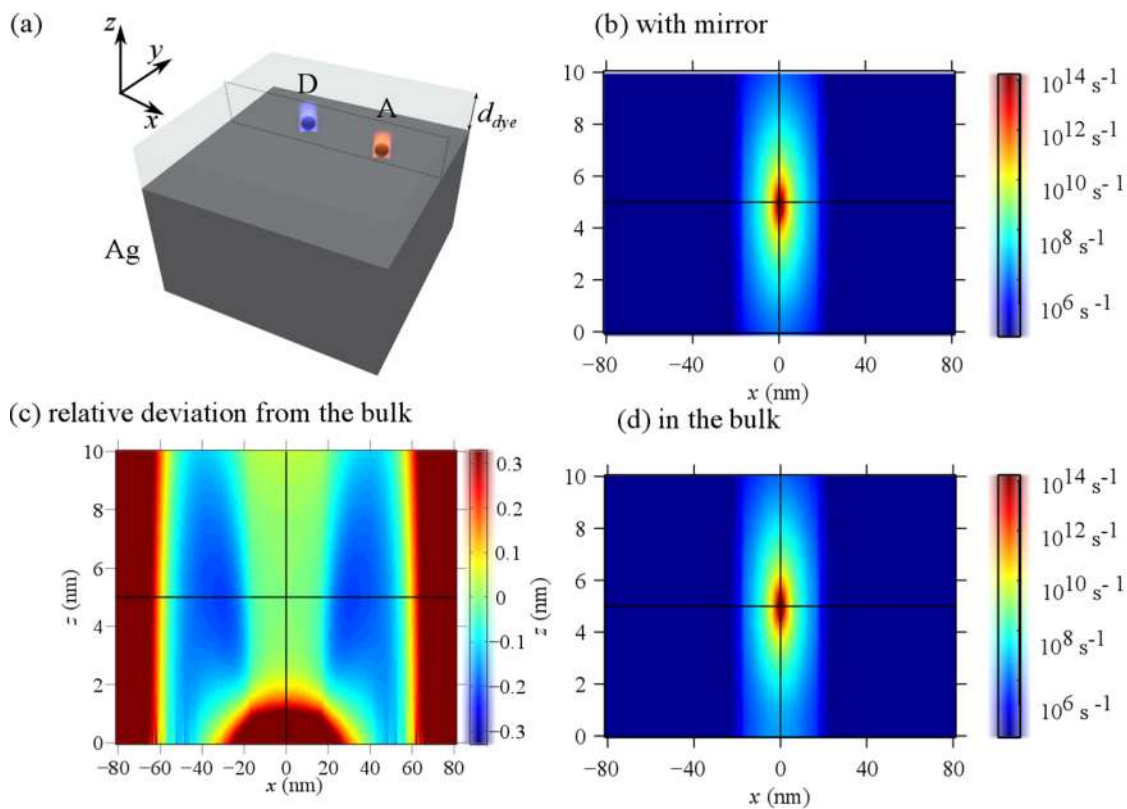 (a)
z
y
x
D
A
d_dye
Ag
(b) with mirror
10
8
6
4
2
0
−80 −40 0 40 80
x (nm)
10^14 s^-1
10^12 s^-1
10^10 s^-1
10^8 s^-1
10^6 s^-1
(c) relative deviation from the bulk
z (nm)
10
8
6
4
2
0
−80 −60 −40 −20 0 20 40 60 80
x (nm)
0.3
0.2
0.1
0
−0.1
−0.2
−0.3
(d) in the bulk
z (nm)
10
8
6
4
2
0
−80 −40 0 40 80
x (nm)
10^14 s^-1
10^12 s^-1
10^10 s^-1
10^8 s^-1
10^6 s^-1